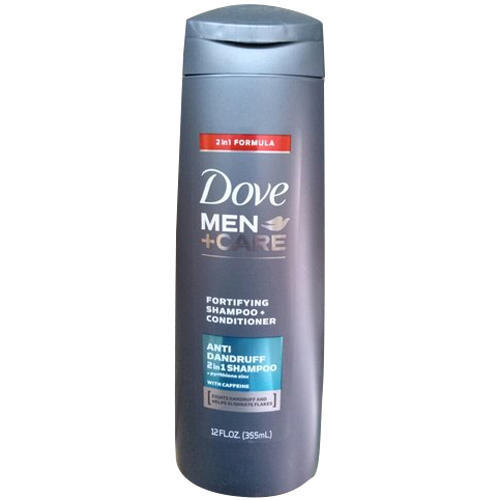 2in1 FORMULA
Dove
MEN
+CARE
FORTIFYING
SHAMPOO +
CONDITIONER
ANTI
DANDRUFF
2in1 SHAMPOO
+ pyrithione zinc
WITH CAFFEINE
FIGHTS DANDRUFF AND
HELPS ELIMINATE FLAKES
12 FL.OZ. (355mL)